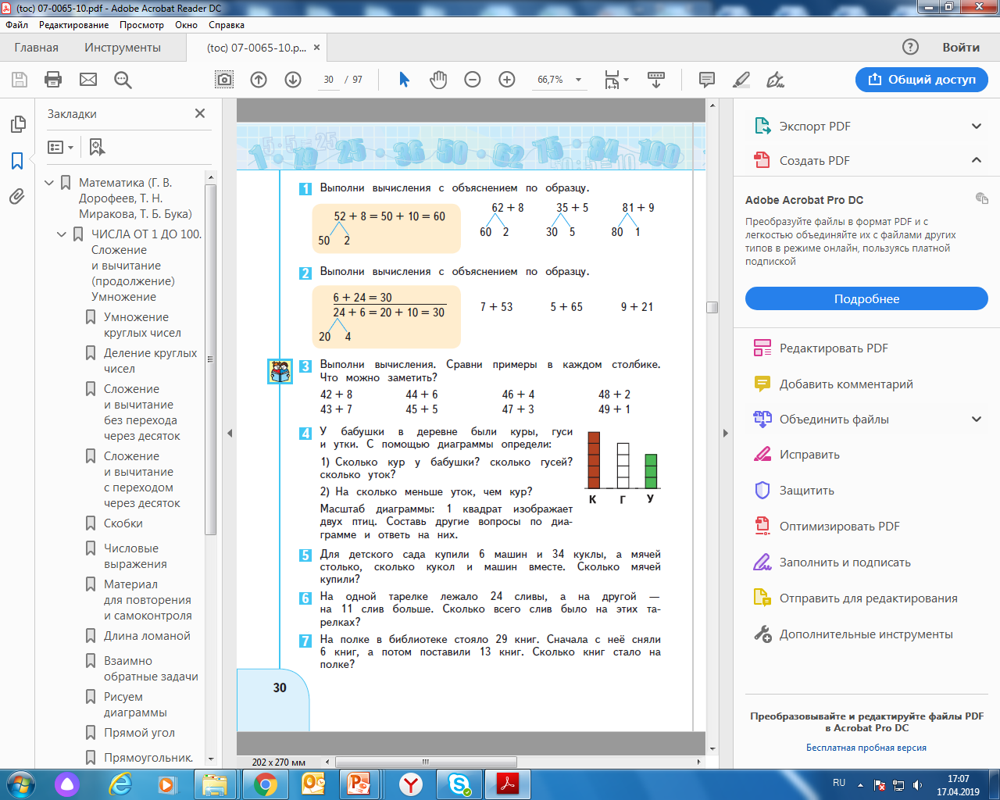 (toc) 07-0065-10.pdf - Adobe Acrobat Reader DC
Файл Редактирование Просмотр Окно Справка
Главная Инструменты (toc) 07-0065-10.p... × Войти
30 / 97 66,7% Общий доступ
Закладки
Математика (Г. В.
Дорофеев, Т. Н.
Миракова, Т. Б. Бука)
ЧИСЛА ОТ 1 ДО 100.
Сложение
и вычитание
(продолжение)
Умножение
Умножение
круглых чисел
Деление круглых
чисел
Сложение
и вычитание
без перехода
через десяток
Сложение
и вычитание
с переходом
через десяток
Скобки
Числовые
выражения
Материал
для повторения
и самоконтроля
Длина ломаной
Взаимно
обратные задачи
Рисуем
диаграммы
Прямой угол
Прямоугольник.
5 · 5 = 25
1 · 10 25 · 36 50 · 62 75 · 84 100
50 : 5 = 10
1 Выполни вычисления с объяснением по образцу.
52 + 8 = 50 + 10 = 60
50 2
62 + 8 35 + 5 81 + 9
60 2 30 5 80 1
2 Выполни вычисления с объяснением по образцу.
6 + 24 = 30
24 + 6 = 20 + 10 = 30
20 4
7 + 53 5 + 65 9 + 21
3 Выполни вычисления. Сравни примеры в каждом столбике.
Что можно заметить?
42 + 8 44 + 6 46 + 4 48 + 2
43 + 7 45 + 5 47 + 3 49 + 1
4 У бабушки в деревне были куры, гуси
и утки. С помощью диаграммы определи:
1) Сколько кур у бабушки? сколько гусей?
сколько уток?
2) На сколько меньше уток, чем кур?
Масштаб диаграммы: 1 квадрат изображает
двух птиц. Составь другие вопросы по диа-
грамме и ответь на них.
К Г У
5 Для детского сада купили 6 машин и 34 куклы, а мячей
столько, сколько кукол и машин вместе. Сколько мячей
купили?
6 На одной тарелке лежало 24 сливы, а на другой —
на 11 слив больше. Сколько всего слив было на этих та-
релках?
7 На полке в библиотеке стояло 29 книг. Сначала с неё сняли
6 книг, а потом поставили 13 книг. Сколько книг стало на
полке?
30
202 x 270 мм
Экспорт PDF
Создать PDF
Adobe Acrobat Pro DC
Преобразуйте файлы в формат PDF и с
легкостью объединяйте их с файлами других
типов в режиме онлайн, пользуясь платной
подпиской
Подробнее
Редактировать PDF
Добавить комментарий
Объединить файлы
Исправить
Защитить
Оптимизировать PDF
Заполнить и подписать
Отправить для редактирования
Дополнительные инструменты
Преобразовывайте и редактируйте файлы PDF
в Acrobat Pro DC
Бесплатная пробная версия
RU 17:07
17.04.2019